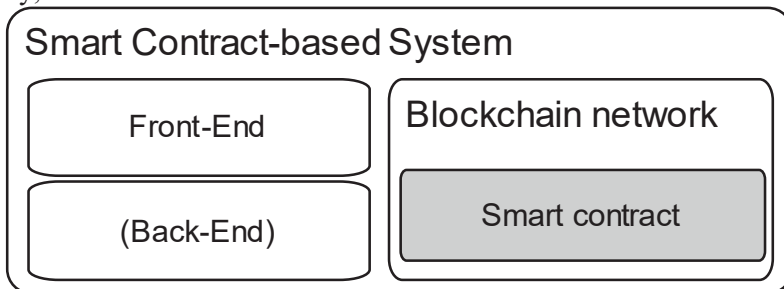 y,
Smart Contract-based System
Front-End
Blockchain network
(Back-End)
Smart contract